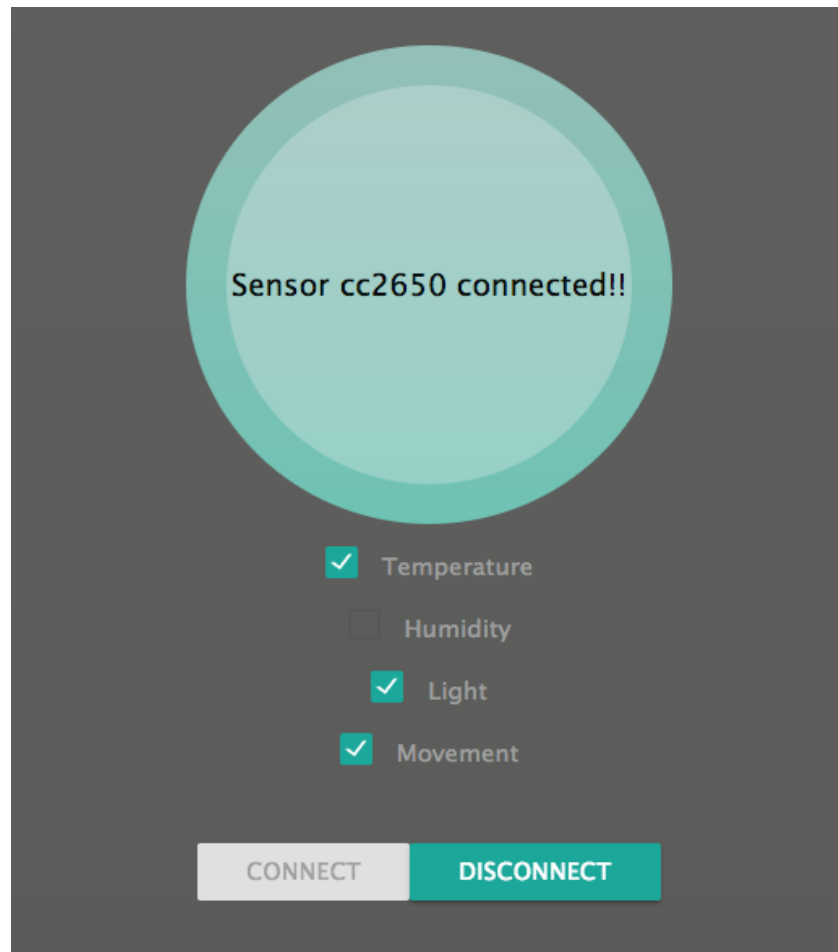 Sensor cc2650 connected!!
Temperature
Humidity
Light
Movement
CONNECT DISCONNECT